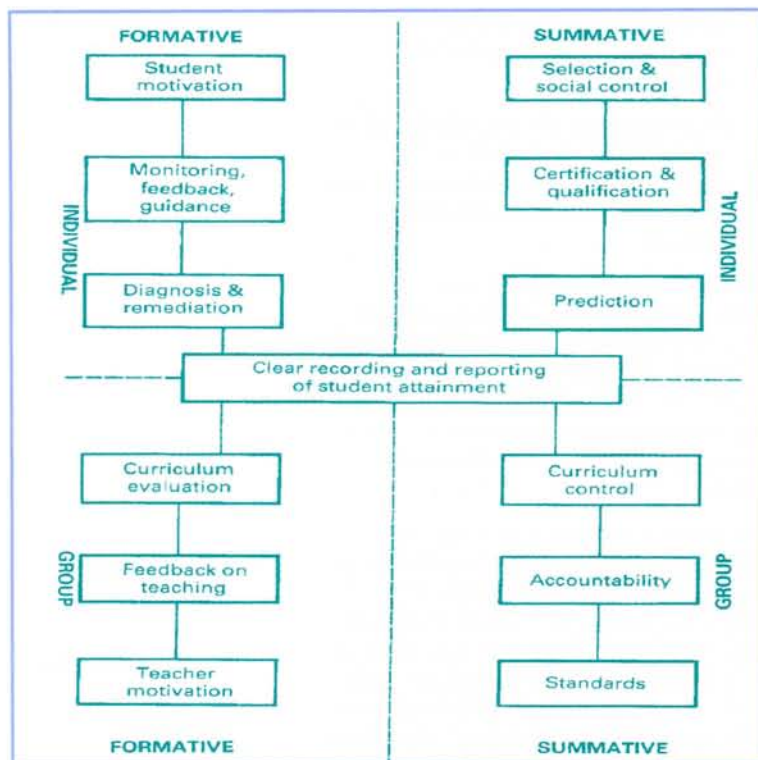 FORMATIVE
SUMMATIVE
Student
motivation
Selection &
social control
Monitoring,
feedback,
guidance
Certification &
qualification
INDIVIDUAL
INDIVIDUAL
Diagnosis &
remediation
Prediction
Clear recording and reporting
of student attainment
Curriculum
evaluation
Curriculum
control
GROUP
Feedback on
teaching
Accountability
GROUP
Teacher
motivation
Standards
FORMATIVE
SUMMATIVE